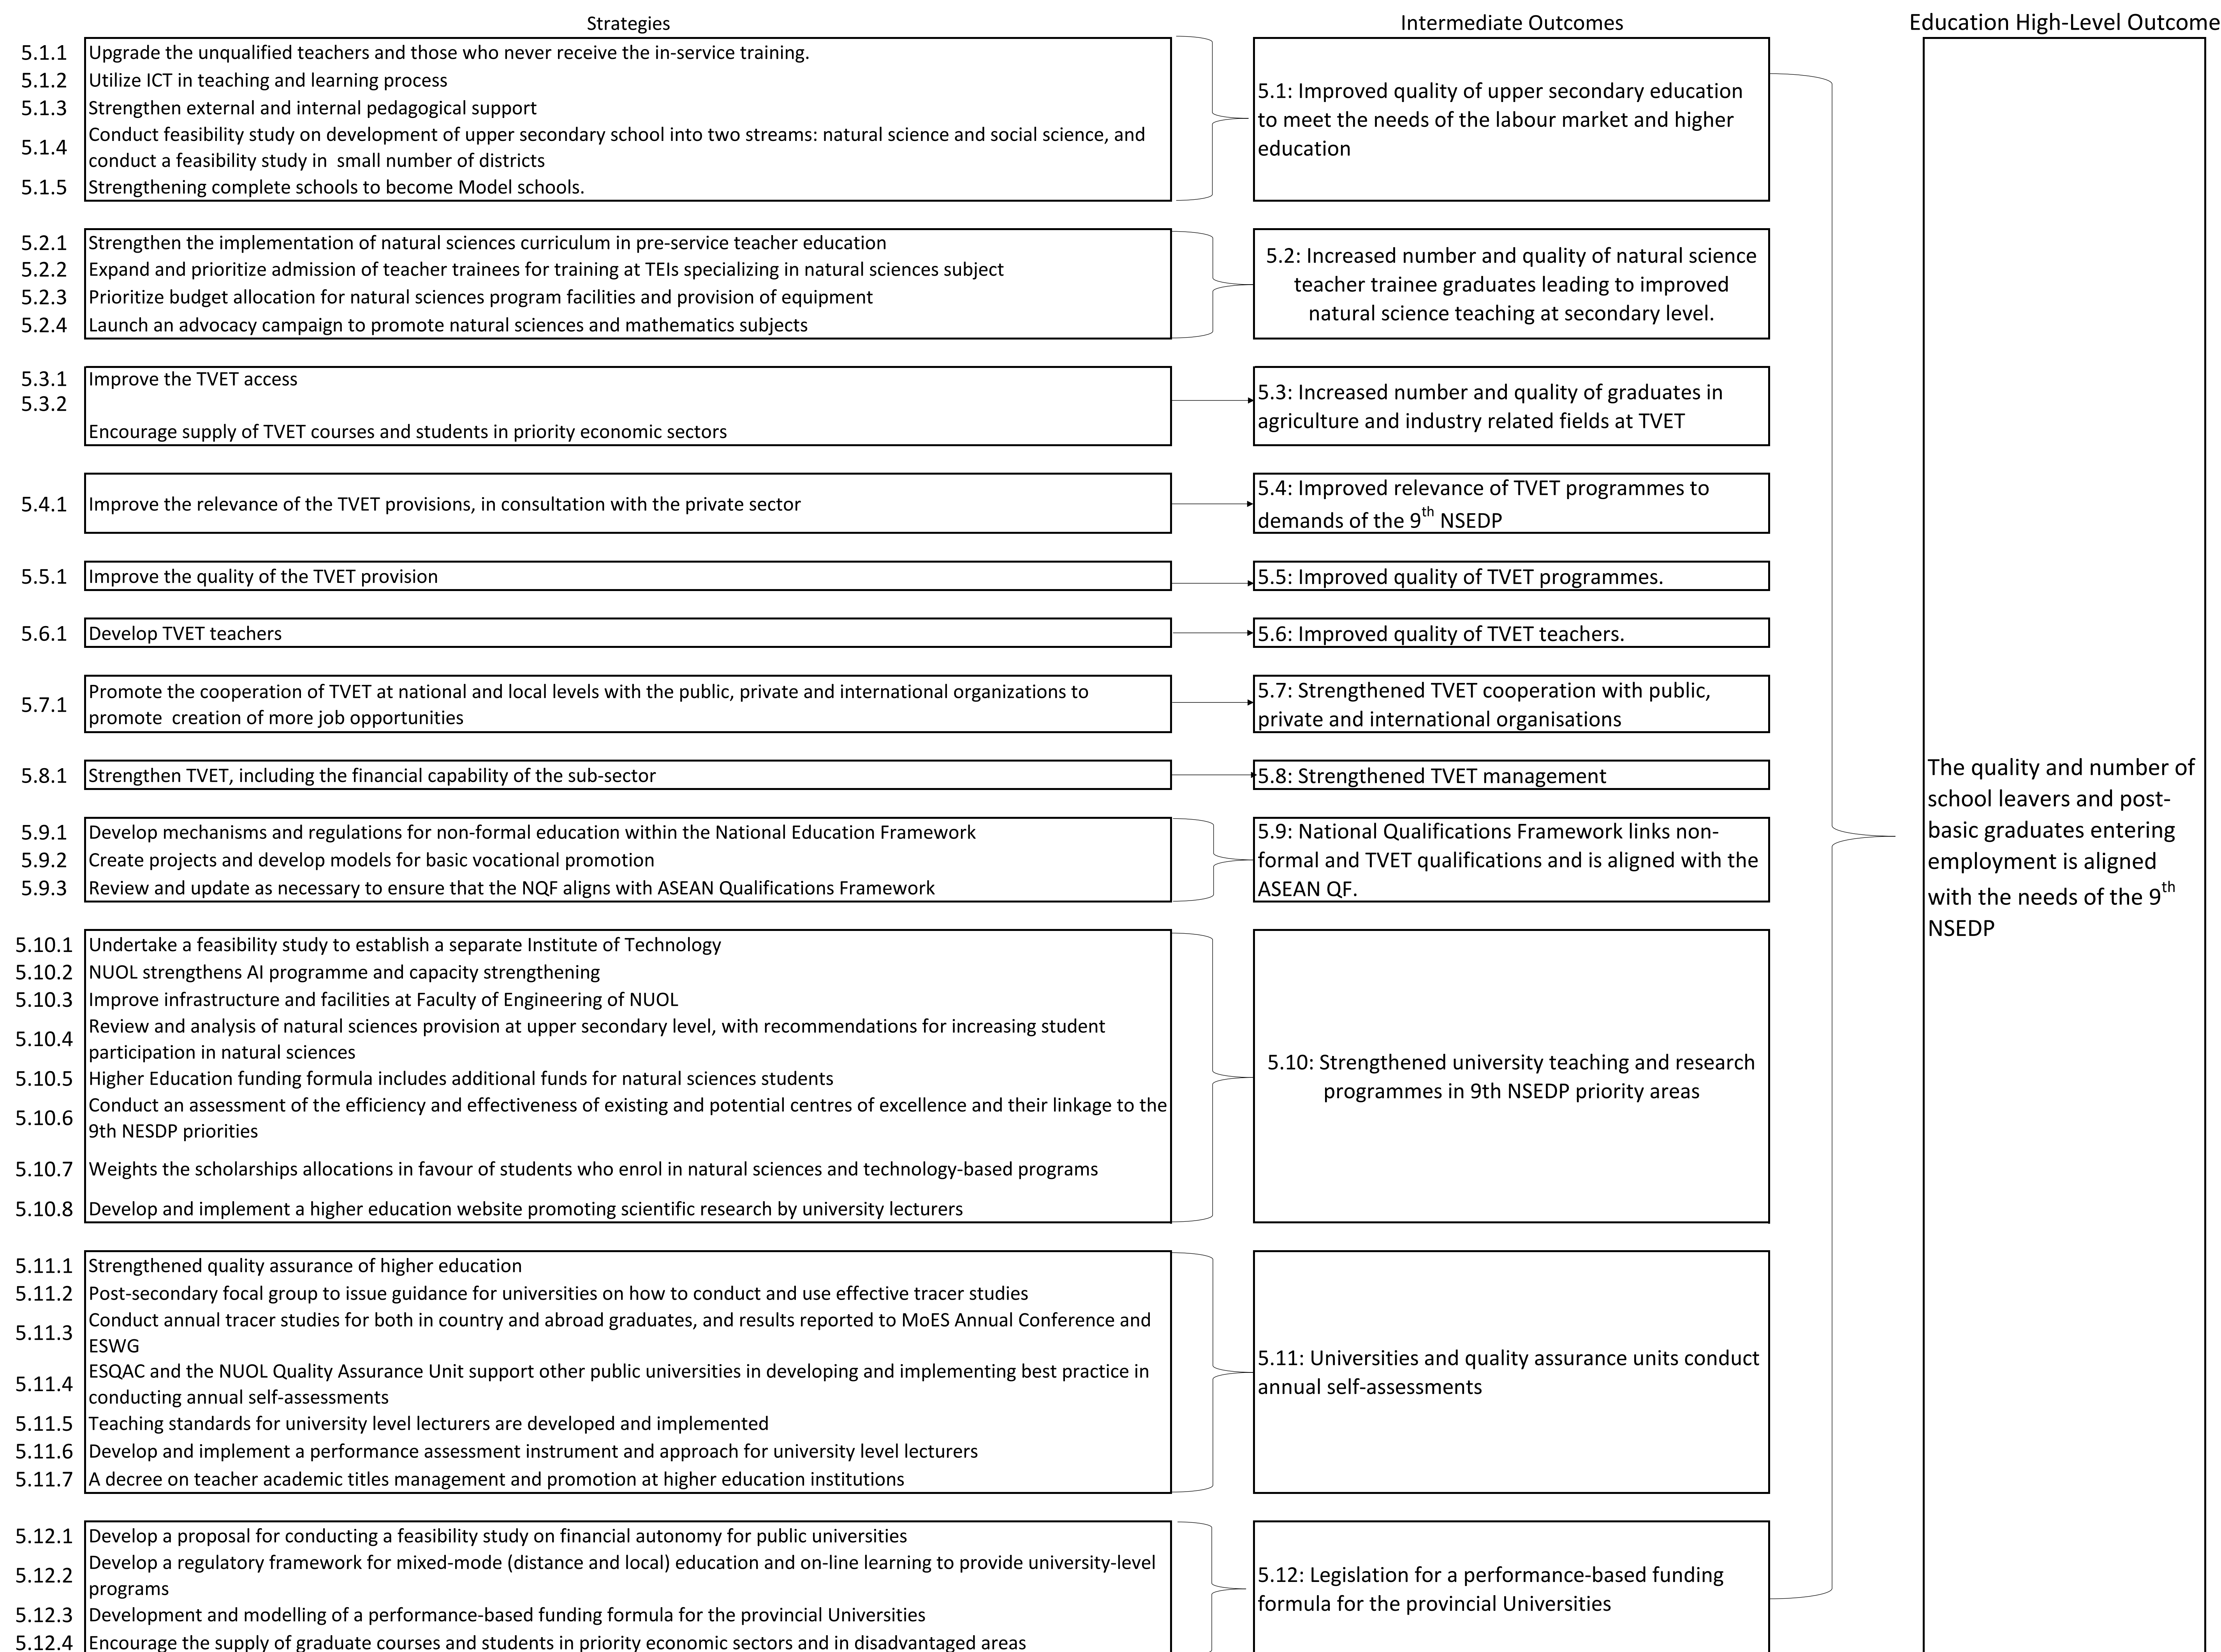 Strategies
Intermediate Outcomes
Education High-Level Outcome
5.1.1 Upgrade the unqualified teachers and those who never receive the in-service training.
5.1.2 Utilize ICT in teaching and learning process
5.1.3 Strengthen external and internal pedagogical support
5.1.4 Conduct feasibility study on development of upper secondary school into two streams: natural science and social science, and
conduct a feasibility study in  small number of districts
5.1.5 Strengthening complete schools to become Model schools.
5.1: Improved quality of upper secondary education
to meet the needs of the labour market and higher
education
5.2.1 Strengthen the implementation of natural sciences curriculum in pre-service teacher education
5.2.2 Expand and prioritize admission of teacher trainees for training at TEIs specializing in natural sciences subject
5.2.3 Prioritize budget allocation for natural sciences program facilities and provision of equipment
5.2.4 Launch an advocacy campaign to promote natural sciences and mathematics subjects
5.2: Increased number and quality of natural science
teacher trainee graduates leading to improved
natural science teaching at secondary level.
5.3.1 Improve the TVET access
5.3.2
Encourage supply of TVET courses and students in priority economic sectors
5.3: Increased number and quality of graduates in
agriculture and industry related fields at TVET
5.4.1 Improve the relevance of the TVET provisions, in consultation with the private sector
5.4: Improved relevance of TVET programmes to
demands of the 9th NSEDP
5.5.1 Improve the quality of the TVET provision
5.5: Improved quality of TVET programmes.
5.6.1 Develop TVET teachers
5.6: Improved quality of TVET teachers.
5.7.1 Promote the cooperation of TVET at national and local levels with the public, private and international organizations to
promote  creation of more job opportunities
5.7: Strengthened TVET cooperation with public,
private and international organisations
5.8.1 Strengthen TVET, including the financial capability of the sub-sector
5.8: Strengthened TVET management
5.9.1 Develop mechanisms and regulations for non-formal education within the National Education Framework
5.9.2 Create projects and develop models for basic vocational promotion
5.9.3 Review and update as necessary to ensure that the NQF aligns with ASEAN Qualifications Framework
5.9: National Qualifications Framework links non-
formal and TVET qualifications and is aligned with the
ASEAN QF.
5.10.1 Undertake a feasibility study to establish a separate Institute of Technology
5.10.2 NUOL strengthens AI programme and capacity strengthening
5.10.3 Improve infrastructure and facilities at Faculty of Engineering of NUOL
5.10.4 Review and analysis of natural sciences provision at upper secondary level, with recommendations for increasing student
participation in natural sciences
5.10.5 Higher Education funding formula includes additional funds for natural sciences students
5.10.6 Conduct an assessment of the efficiency and effectiveness of existing and potential centres of excellence and their linkage to the
9th NESDP priorities
5.10.7 Weights the scholarships allocations in favour of students who enrol in natural sciences and technology-based programs
5.10.8 Develop and implement a higher education website promoting scientific research by university lecturers
5.10: Strengthened university teaching and research
programmes in 9th NSEDP priority areas
5.11.1 Strengthened quality assurance of higher education
5.11.2 Post-secondary focal group to issue guidance for universities on how to conduct and use effective tracer studies
5.11.3 Conduct annual tracer studies for both in country and abroad graduates, and results reported to MoES Annual Conference and
ESWG
5.11.4 ESQAC and the NUOL Quality Assurance Unit support other public universities in developing and implementing best practice in
conducting annual self-assessments
5.11.5 Teaching standards for university level lecturers are developed and implemented
5.11.6 Develop and implement a performance assessment instrument and approach for university level lecturers
5.11.7 A decree on teacher academic titles management and promotion at higher education institutions
5.11: Universities and quality assurance units conduct
annual self-assessments
5.12.1 Develop a proposal for conducting a feasibility study on financial autonomy for public universities
5.12.2 Develop a regulatory framework for mixed-mode (distance and local) education and on-line learning to provide university-level
programs
5.12.3 Development and modelling of a performance-based funding formula for the provincial Universities
5.12.4 Encourage the supply of graduate courses and students in priority economic sectors and in disadvantaged areas
5.12: Legislation for a performance-based funding
formula for the provincial Universities
The quality and number of
school leavers and post-
basic graduates entering
employment is aligned
with the needs of the 9th
NSEDP